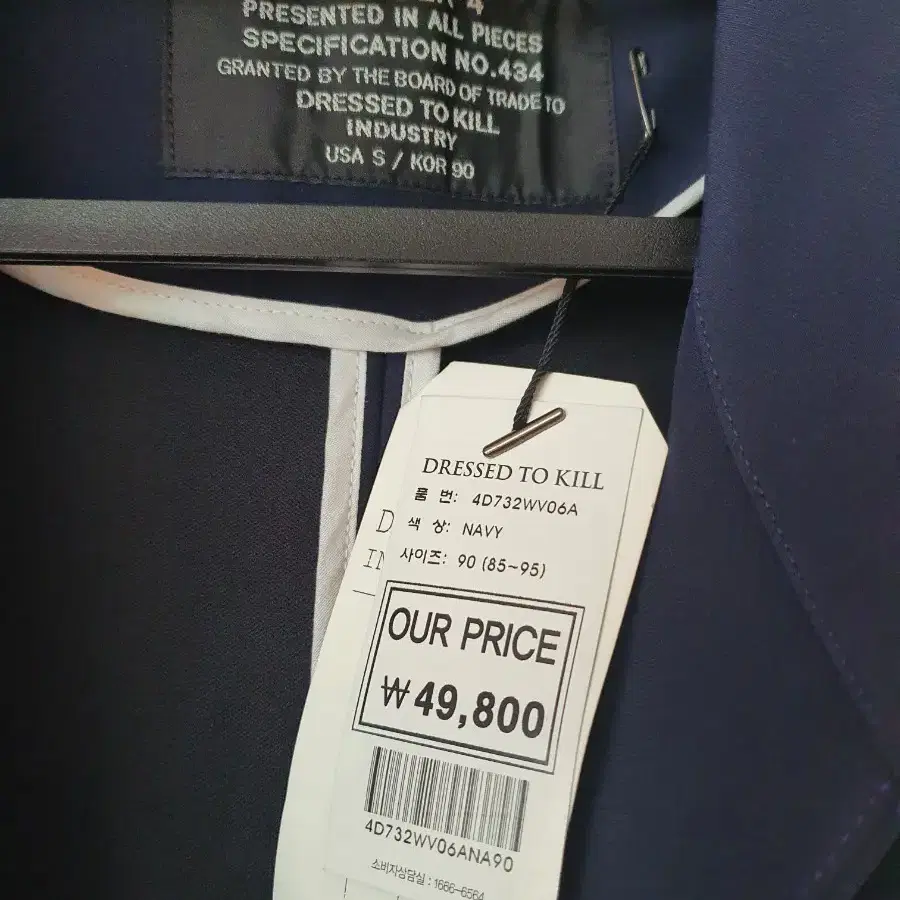 PRESENTED IN ALL PIECES
SPECIFICATION NO.434
GRANTED BY THE BOARD OF TRADE TO
DRESSED TO KILL
INDUSTRY
USA S / KOR 90
DRESSED TO KILL
품 번: 4D732WV06A
색 상: NAVY
사이즈: 90 (85~95)
OUR PRICE
₩49,800
4D732WV06ANA90
소비자상담실 : 1666-6564